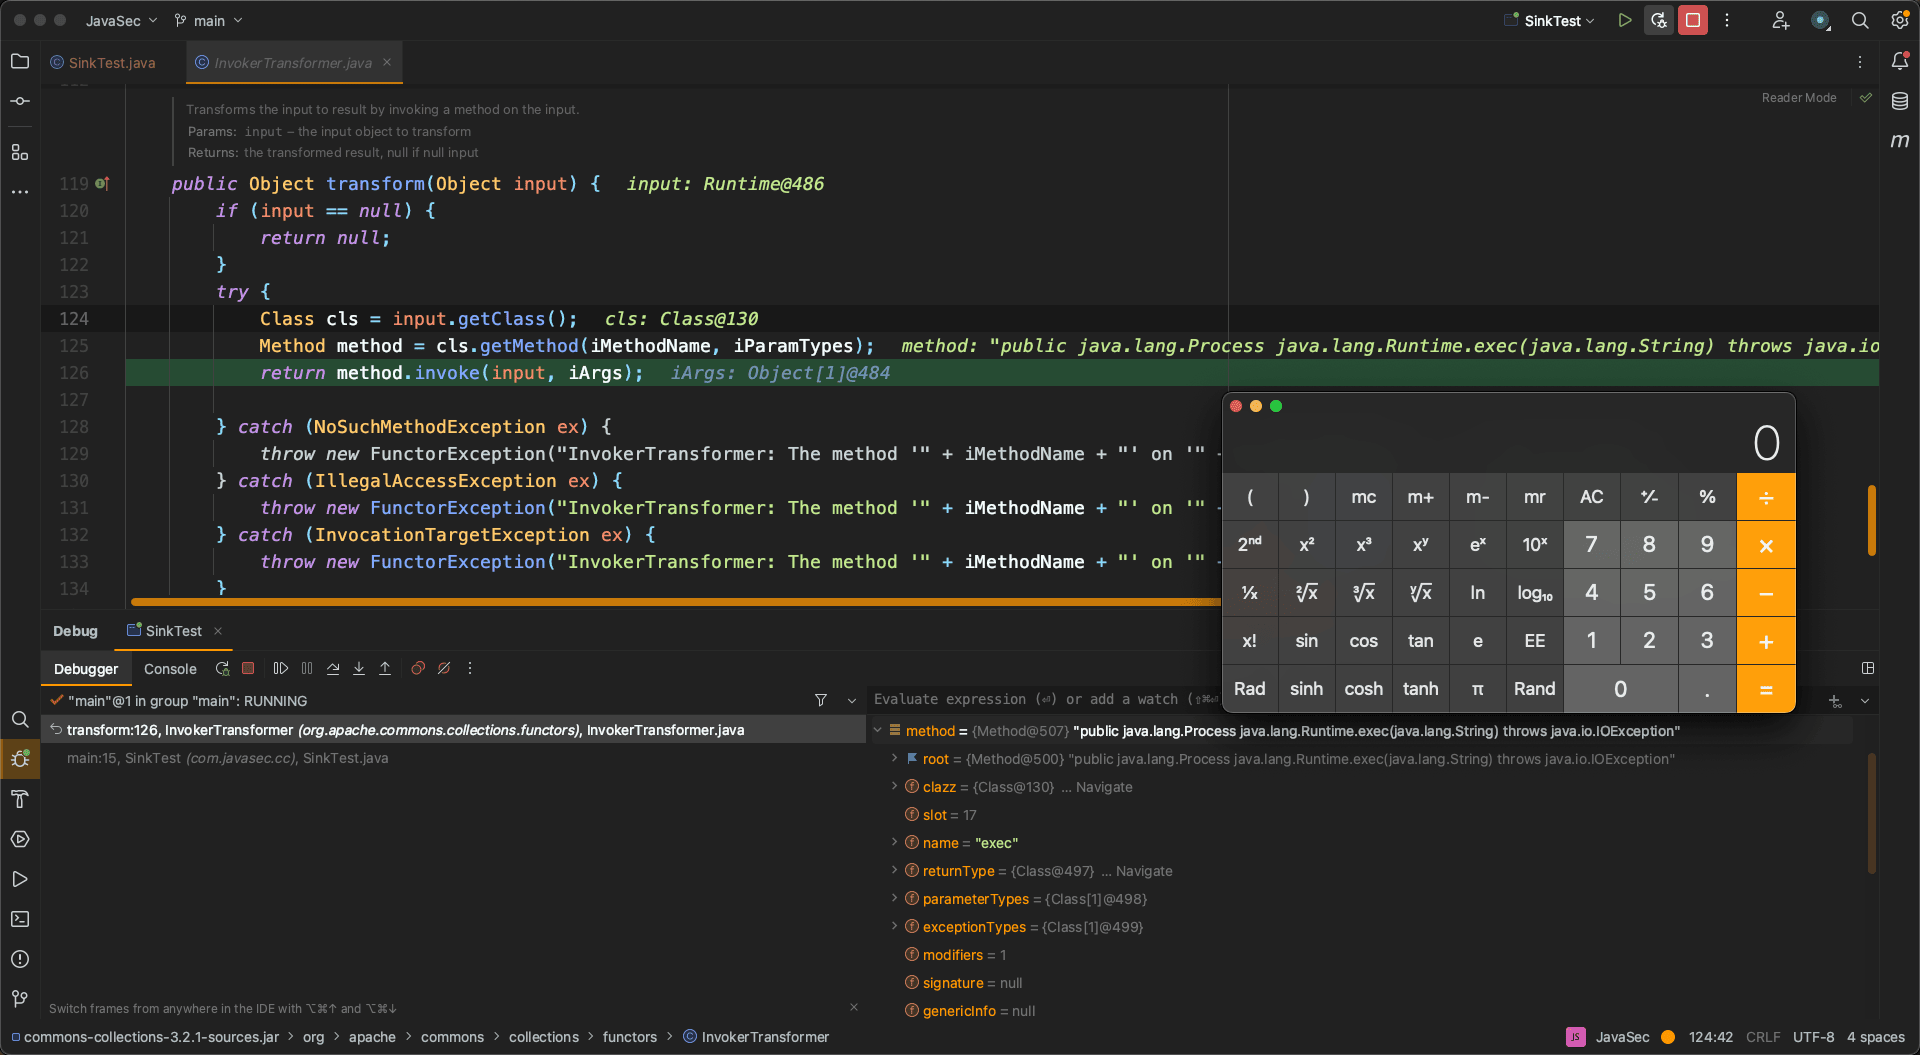 JavaSec
main
SinkTest
SinkTest.java
InvokerTransformer.java
Reader Mode
Transforms the input to result by invoking a method on the input.
Params: input – the input object to transform
Returns: the transformed result, null if null input
119 public Object transform(Object input) { input: Runtime@486
120 if (input == null) {
121 return null;
122 }
123 try {
124 Class cls = input.getClass(); cls: Class@130
125 Method method = cls.getMethod(iMethodName, iParamTypes); method: "public java.lang.Process java.lang.Runtime.exec(java.lang.String) throws java.io
126 return method.invoke(input, iArgs); iArgs: Object[1]@484
127
128 } catch (NoSuchMethodException ex) {
129 throw new FunctorException("InvokerTransformer: The method '" + iMethodName + "' on '" +
130 } catch (IllegalAccessException ex) {
131 throw new FunctorException("InvokerTransformer: The method '" + iMethodName + "' on '" +
132 } catch (InvocationTargetException ex) {
133 throw new FunctorException("InvokerTransformer: The method '" + iMethodName + "' on '" +
134 }
0
( ) mc m+ m- mr AC +/- % ÷
2nd x² x³ xʸ eˣ 10ˣ 7 8 9 ×
1/x ²√x ³√x ʸ√x ln log₁₀ 4 5 6 −
x! sin cos tan e EE 1 2 3 +
Rad sinh cosh tanh π Rand 0 . =
Debug SinkTest
Debugger Console
"main"@1 in group "main": RUNNING
transform:126, InvokerTransformer (org.apache.commons.collections.functors), InvokerTransformer.java
main:15, SinkTest (com.javasec.cc), SinkTest.java
Evaluate expression (⏎) or add a watch (⇧⌘⏎
method = {Method@507} "public java.lang.Process java.lang.Runtime.exec(java.lang.String) throws java.io.IOException"
root = {Method@500} "public java.lang.Process java.lang.Runtime.exec(java.lang.String) throws java.io.IOException"
clazz = {Class@130} ... Navigate
slot = 17
name = "exec"
returnType = {Class@497} ... Navigate
parameterTypes = {Class[1]@498}
exceptionTypes = {Class[1]@499}
modifiers = 1
signature = null
genericInfo = null
Switch frames from anywhere in the IDE with ⌥⌘↑ and ⌥⌘↓
commons-collections-3.2.1-sources.jar > org > apache > commons > collections > functors > InvokerTransformer
JS JavaSec 124:42 CRLF UTF-8 4 spaces